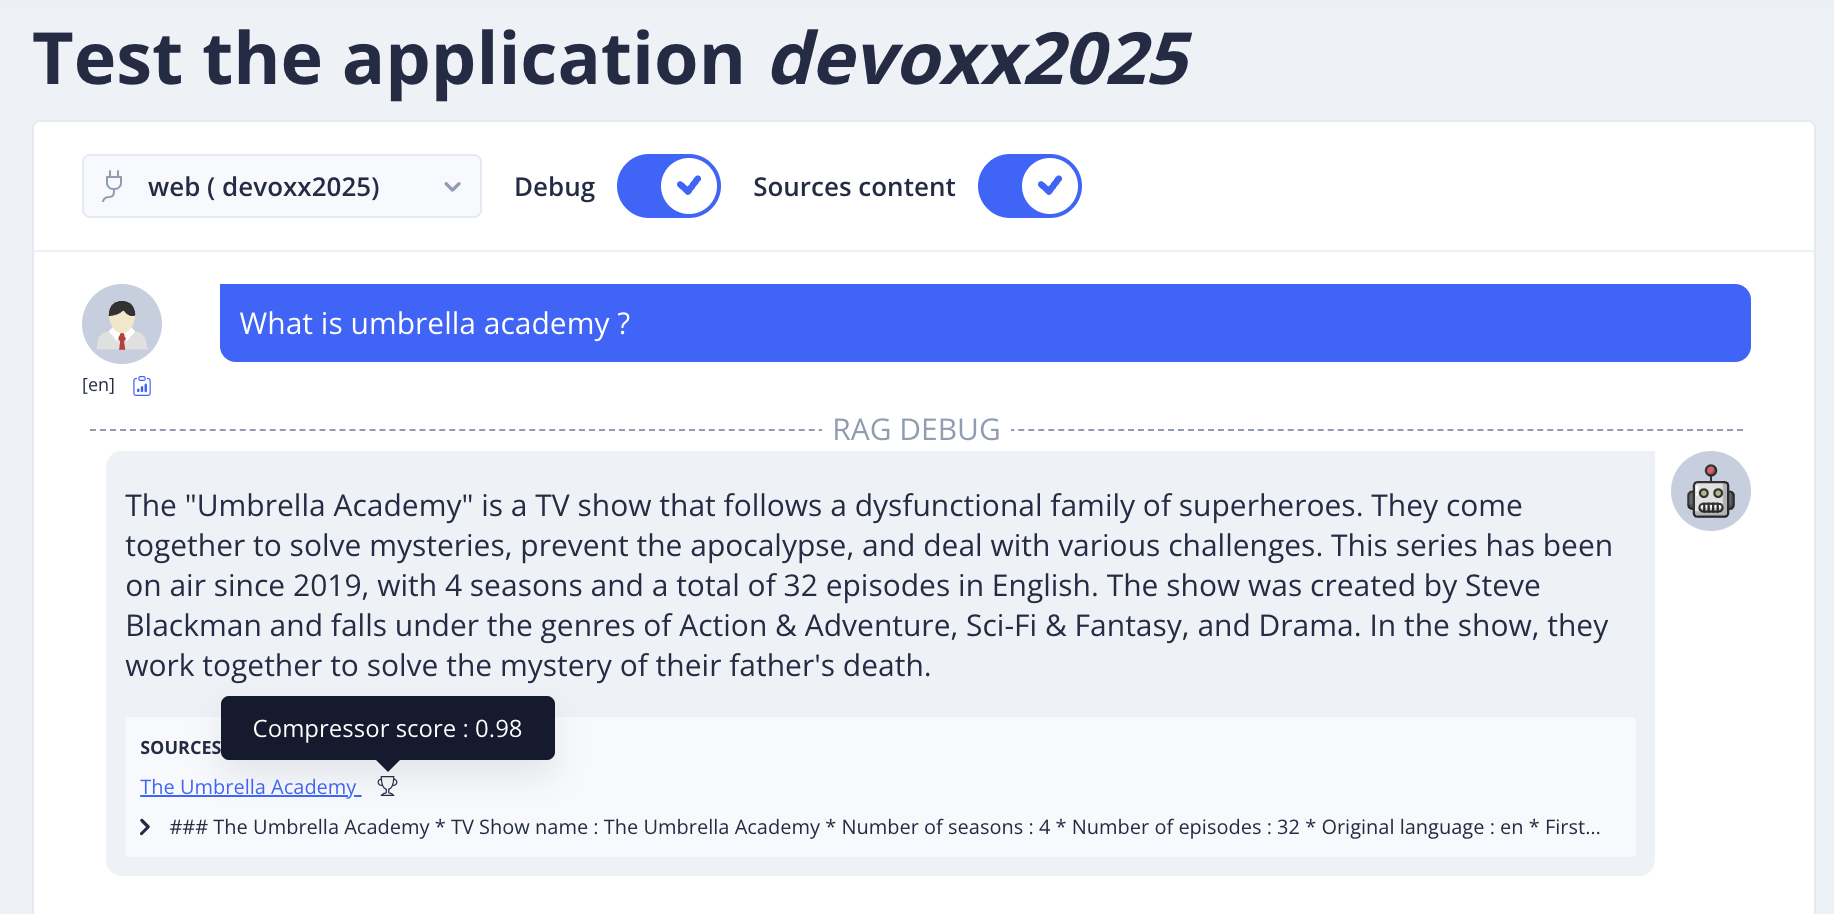 Test the application devoxx2025
web ( devoxx2025)
Debug
Sources content
What is umbrella academy ?
[en]
RAG DEBUG
The "Umbrella Academy" is a TV show that follows a dysfunctional family of superheroes. They come
together to solve mysteries, prevent the apocalypse, and deal with various challenges. This series has been
on air since 2019, with 4 seasons and a total of 32 episodes in English. The show was created by Steve
Blackman and falls under the genres of Action & Adventure, Sci-Fi & Fantasy, and Drama. In the show, they
work together to solve the mystery of their father's death.
Compressor score : 0.98
SOURCES
The Umbrella Academy
### The Umbrella Academy * TV Show name : The Umbrella Academy * Number of seasons : 4 * Number of episodes : 32 * Original language : en * First...